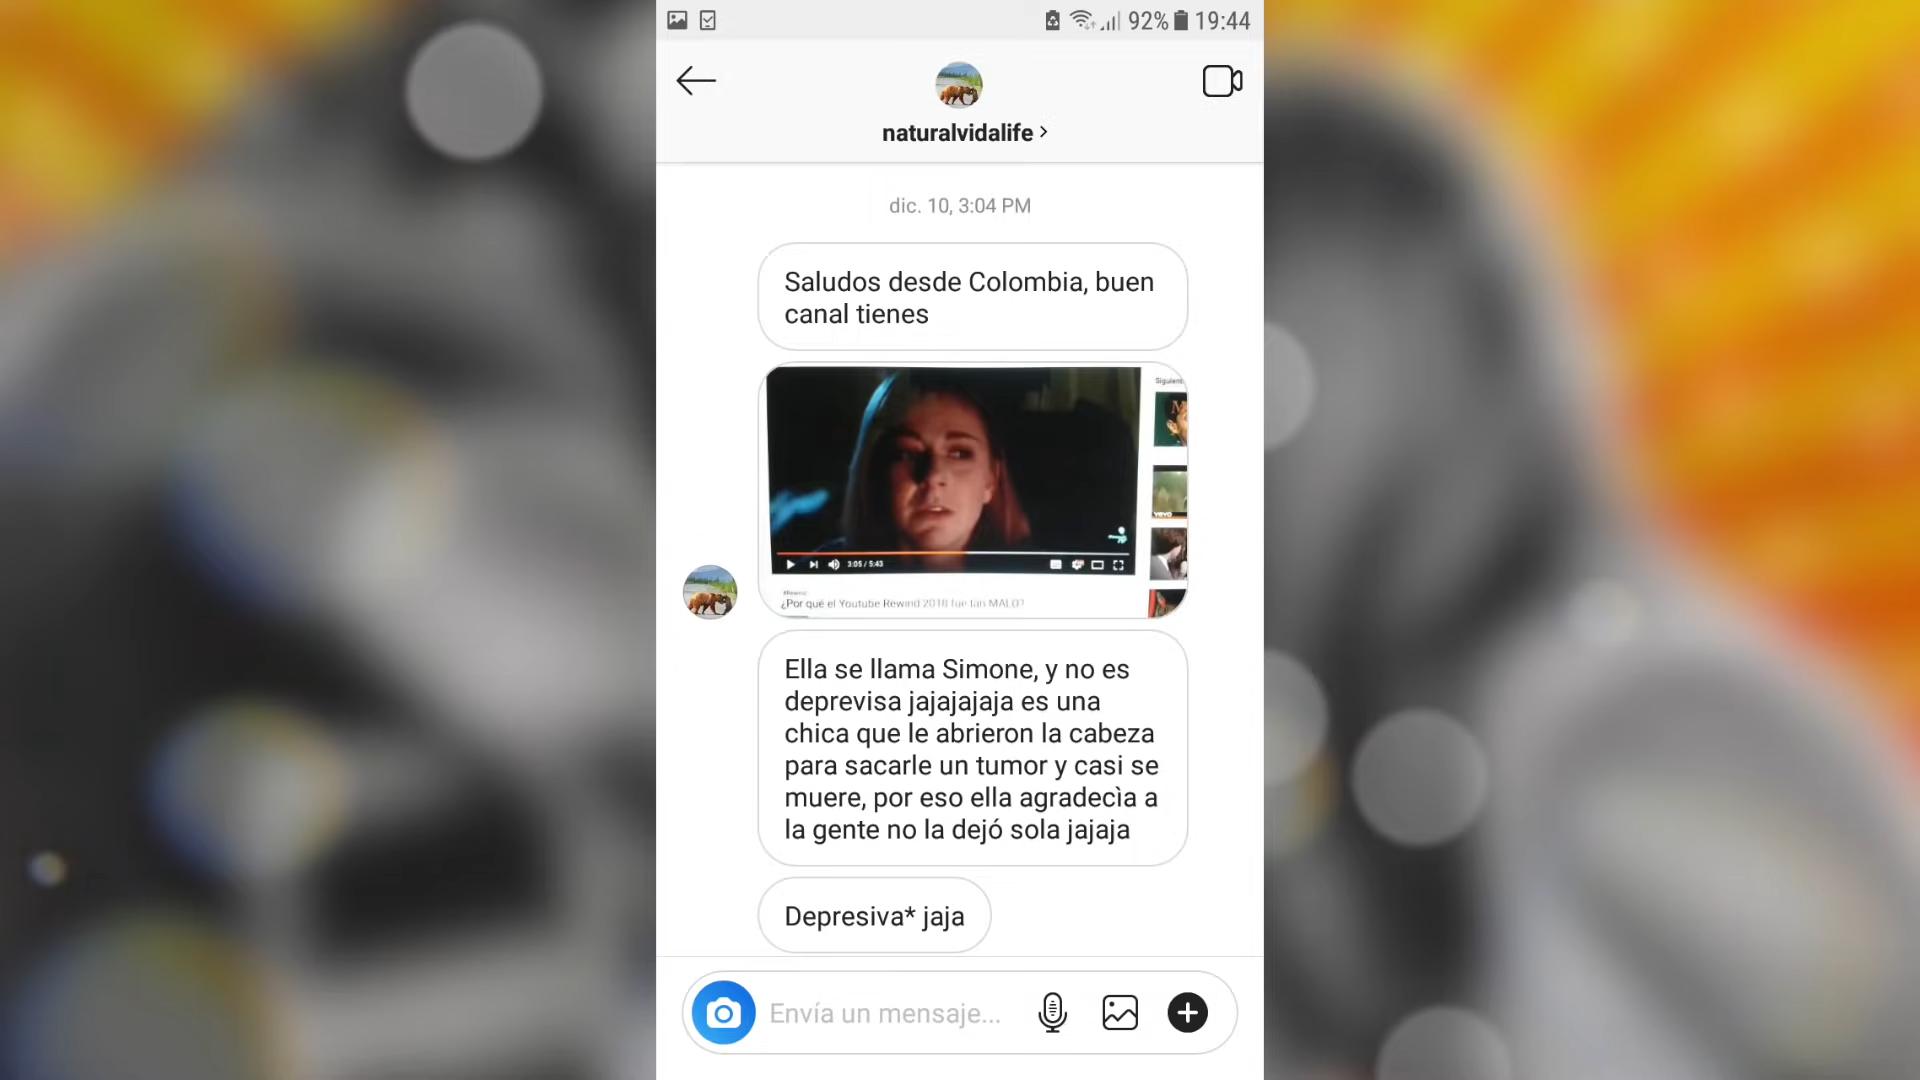 92% 19:44
naturalvidalife
dic. 10, 3:04 PM
Saludos desde Colombia, buen
canal tienes
vevo
3:05 / 5:43
#Rewind
¿Por qué el Youtube Rewind 2018 fue tan MALO?
Ella se llama Simone, y no es
deprevisa jajajajaja es una
chica que le abrieron la cabeza
para sacarle un tumor y casi se
muere, por eso ella agradecìa a
la gente no la dejó sola jajaja
Depresiva* jaja
Envía un mensaje...